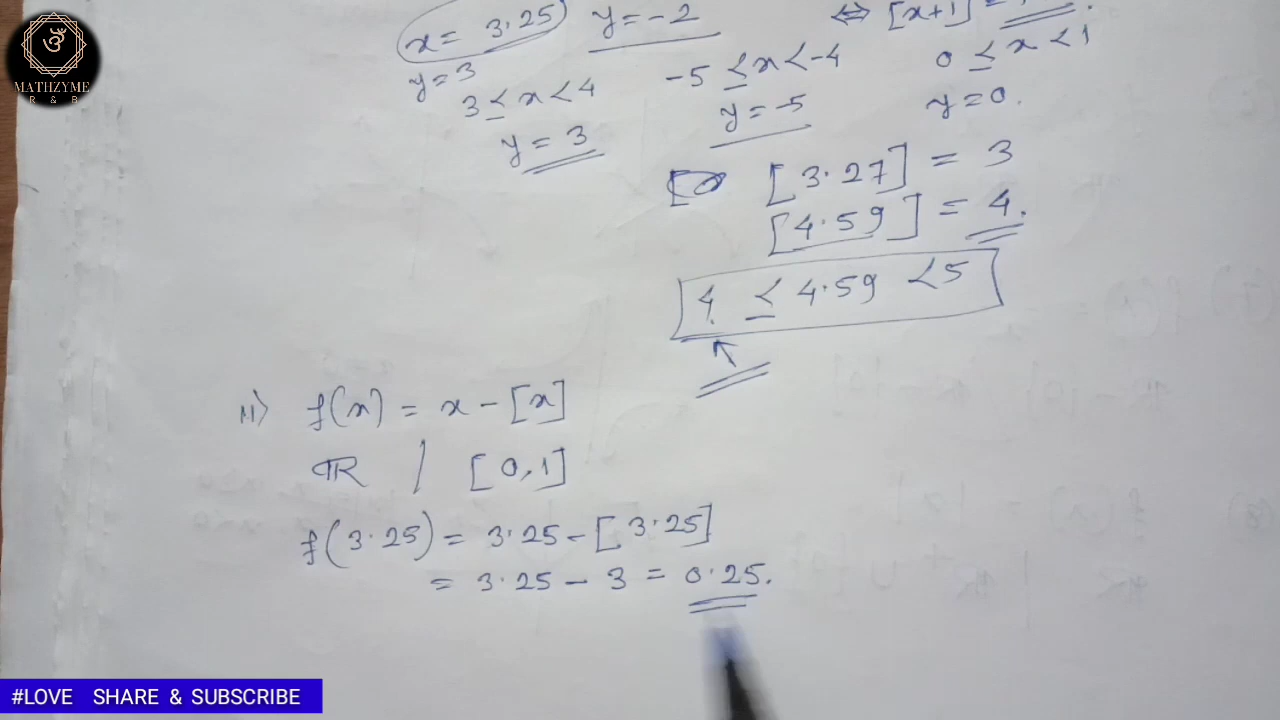 ॐ
MATHZYME
R & B
x = 3.25 y = -2 ⇔ [x+1] =
y = 3
3 ≤ x < 4 -5 ≤ x < -4 0 ≤ x < 1
y = 3 y = -5 y = 0.
[3.27] = 3
[4.59] = 4.
4 ≤ 4.59 < 5
11) f(x) = x - [x]
ℝ / [0,1]
f(3.25) = 3.25 - [3.25]
= 3.25 - 3 = 0.25.
#LOVE SHARE & SUBSCRIBE